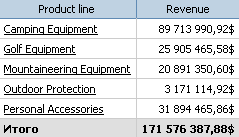 Product line Revenue
Camping Equipment 89 713 990,92$
Golf Equipment 25 905 465,58$
Mountaineering Equipment 20 891 350,60$
Outdoor Protection 3 171 114,92$
Personal Accessories 31 894 465,86$
Итого 171 576 387,88$